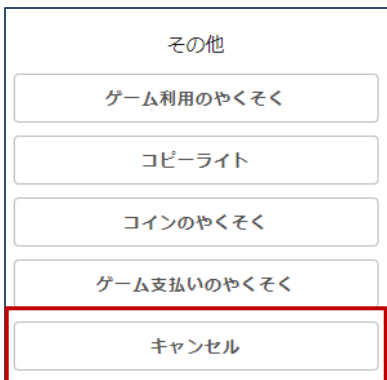 その他
ゲーム利用のやくそく
コピーライト
コインのやくそく
ゲーム支払いのやくそく
キャンセル